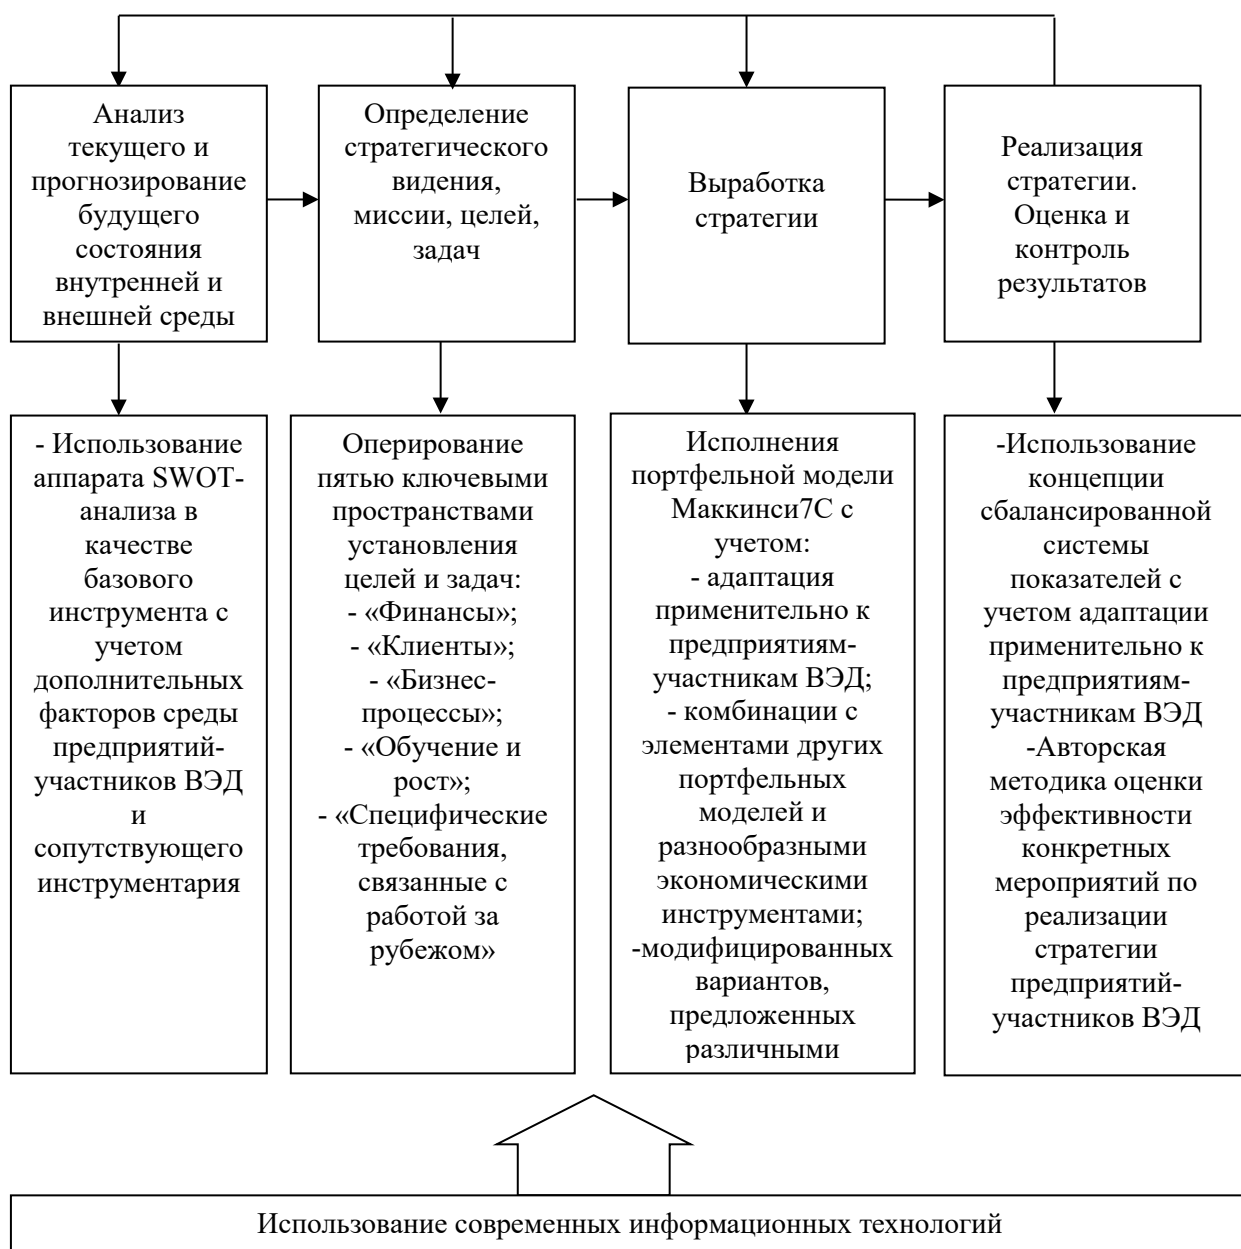 Анализ
текущего и
прогнозирование
будущего
состояния
внутренней и
внешней среды
Определение
стратегического
видения,
миссии, целей,
задач
Выработка
стратегии
Реализация
стратегии.
Оценка и
контроль
результатов
- Использование
аппарата SWOT-
анализа в
качестве
базового
инструмента с
учетом
дополнительных
факторов среды
предприятий-
участников ВЭД
и
сопутствующего
инструментария
Оперирование
пятью ключевыми
пространствами
установления
целей и задач:
- «Финансы»;
- «Клиенты»;
- «Бизнес-
процессы»;
- «Обучение и
рост»;
- «Специфические
требования,
связанные с
работой за
рубежом»
Исполнения
портфельной модели
Маккинси7С с
учетом:
- адаптация
применительно к
предприятиям-
участникам ВЭД;
- комбинации с
элементами других
портфельных
моделей и
разнообразными
экономическими
инструментами;
-модифицированных
вариантов,
предложенных
различными
-Использование
концепции
сбалансированной
системы
показателей с
учетом адаптации
применительно к
предприятиям-
участникам ВЭД
-Авторская
методика оценки
эффективности
конкретных
мероприятий по
реализации
стратегии
предприятий-
участников ВЭД
Использование современных информационных технологий